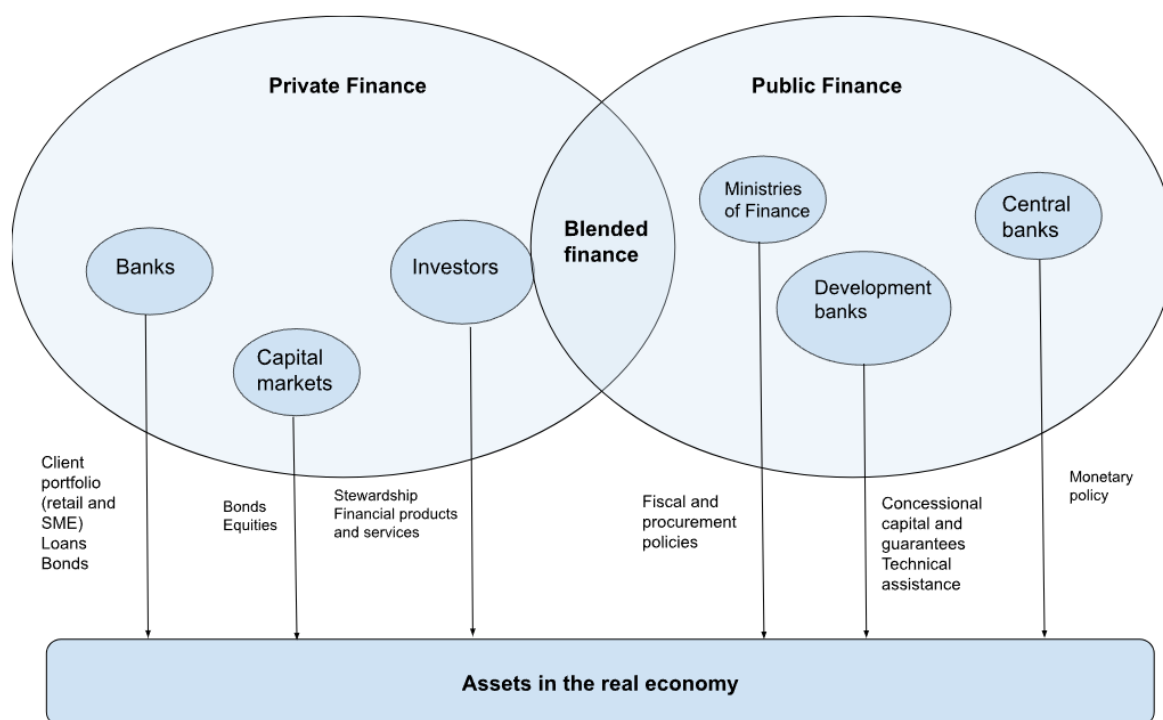 Private Finance
Public Finance
Banks
Capital
markets
Investors
Blended
finance
Ministries
of Finance
Development
banks
Central
banks
Client
portfolio
(retail and
SME)
Loans
Bonds
Bonds
Equities
Stewardship
Financial products
and services
Fiscal and
procurement
policies
Concessional
capital and
guarantees
Technical
assistance
Monetary
policy
Assets in the real economy